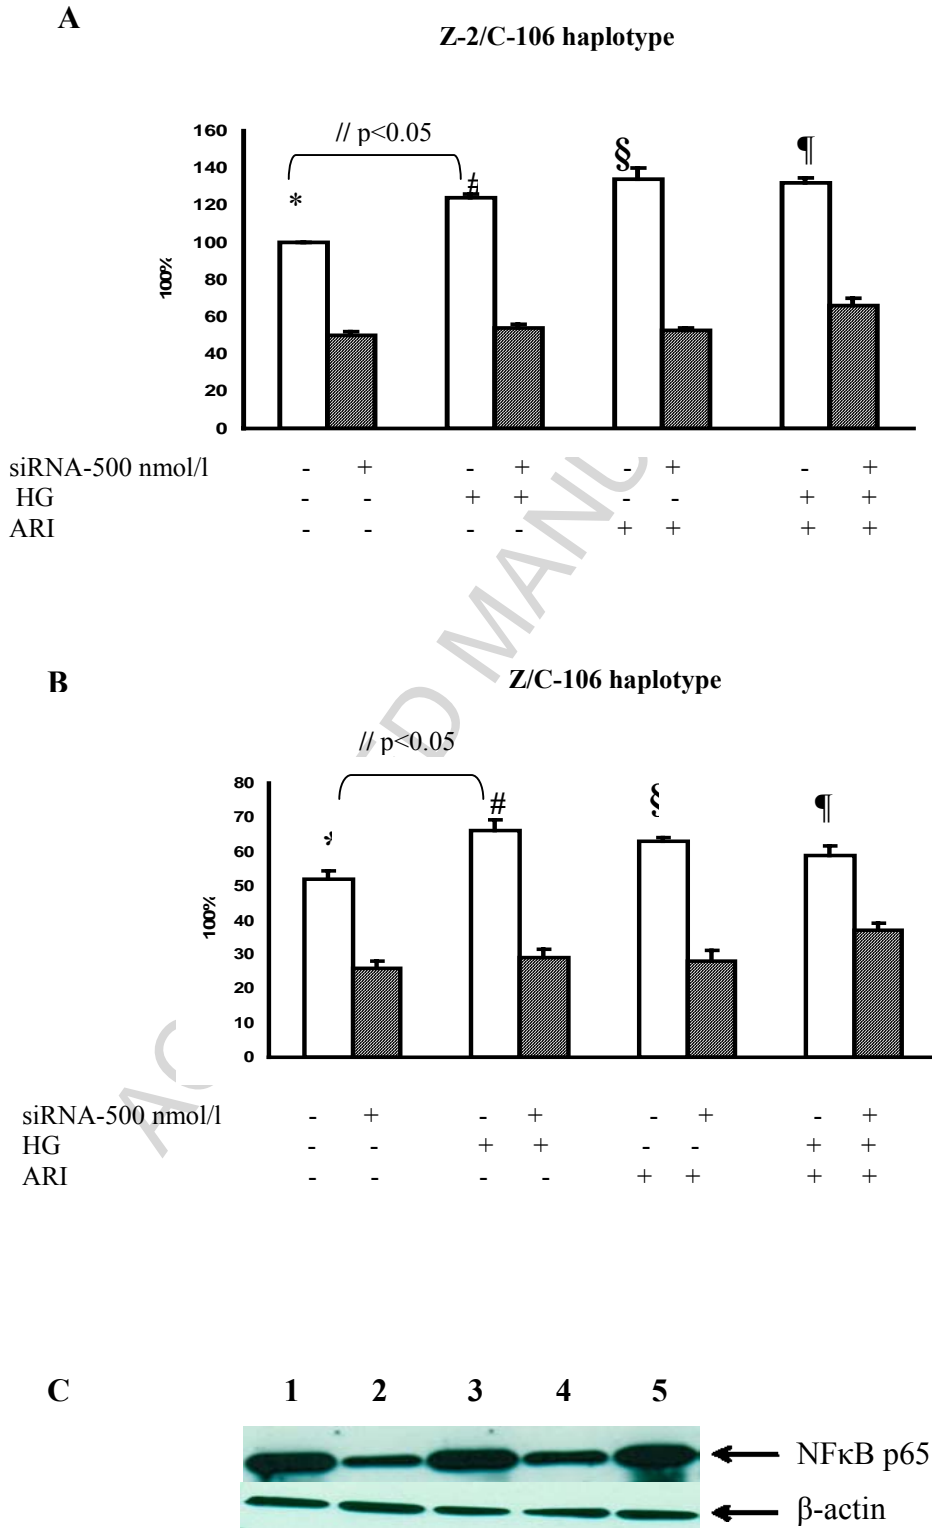 A
Z-2/C-106 haplotype
// p<0.05
160
140
120
100
80
60
40
20
0
100%
*
#
§
¶
siRNA-500 nmol/l - + - + - + - +
HG - - + + - - + +
ARI - - - - + + + +
B
Z/C-106 haplotype
// p<0.05
80
70
60
50
40
30
20
10
0
100%
*
#
§
¶
siRNA-500 nmol/l - + - + - + - +
HG - - + + - - + +
ARI - - - - + + + +
C
1 2 3 4 5
NFκB p65
β-actin